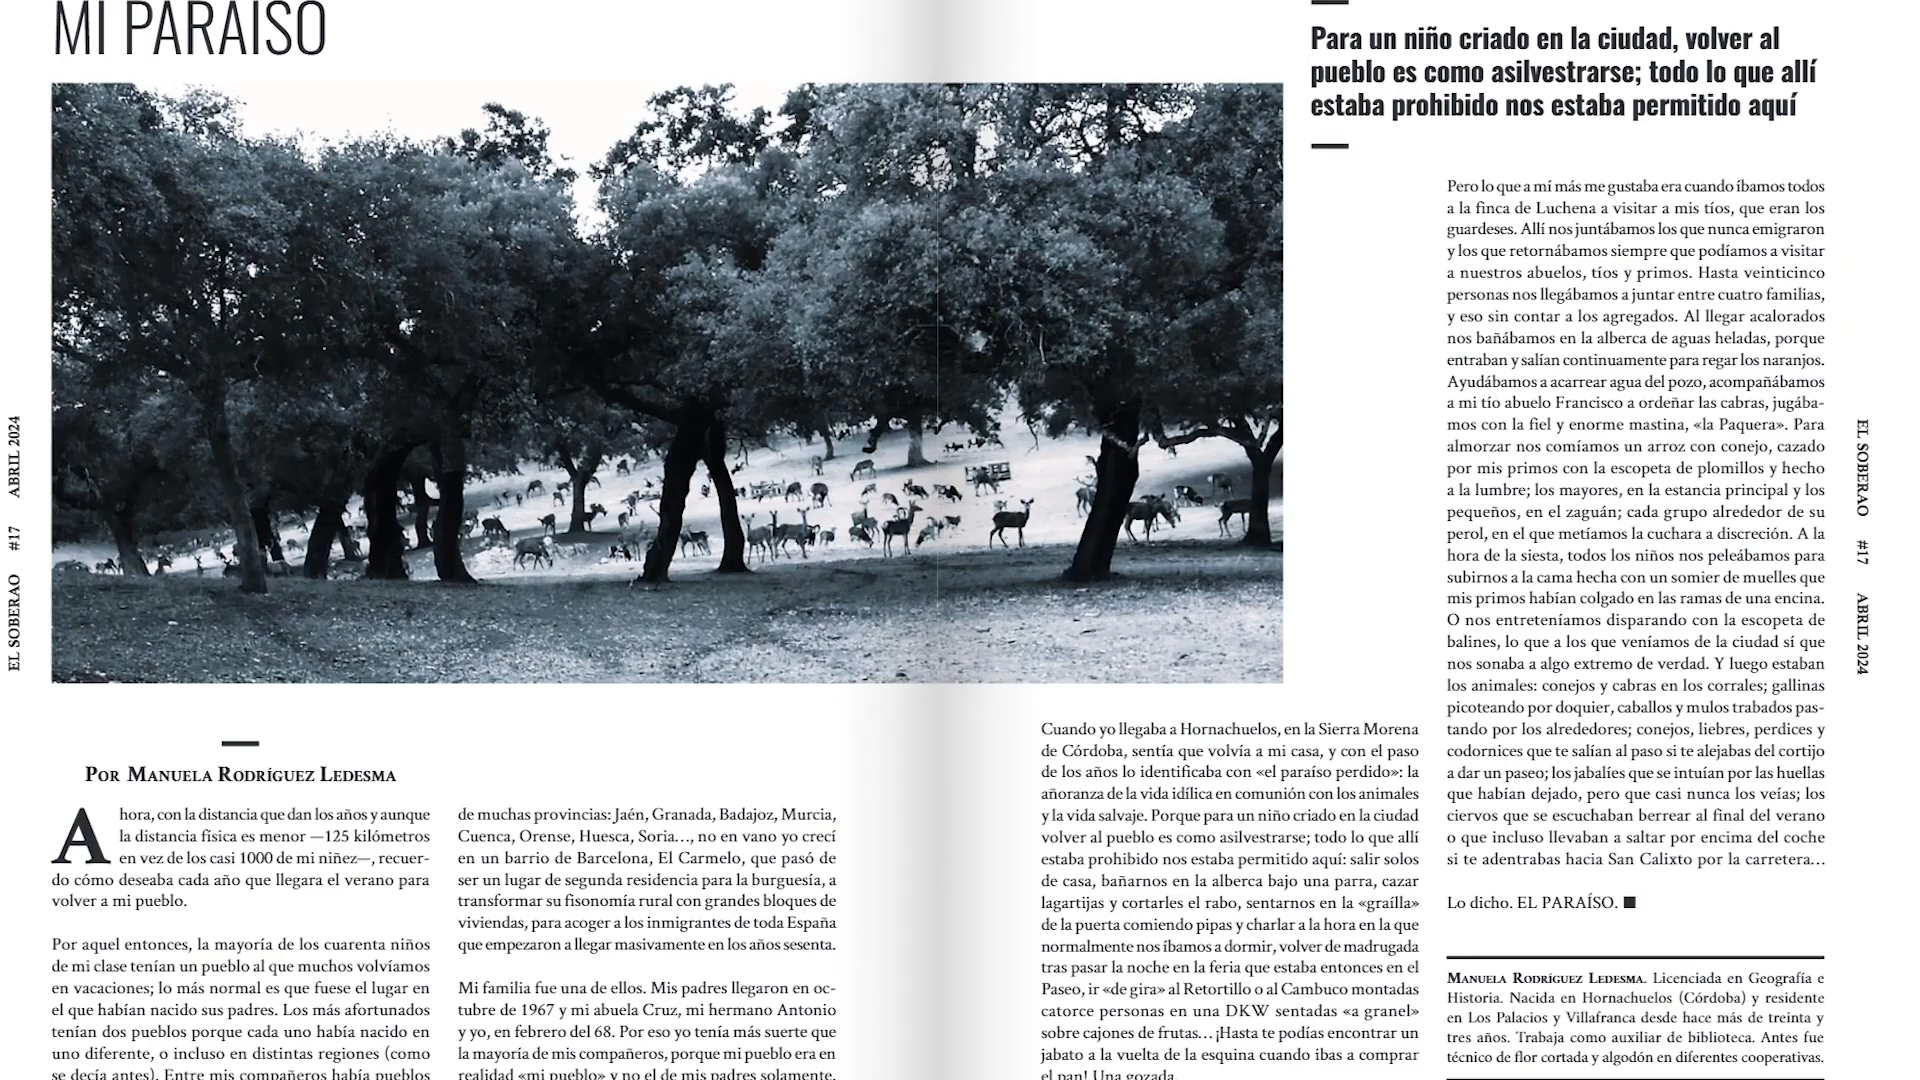 MI PARAÍSO
Por Manuela Rodríguez Ledesma
Ahora, con la distancia que dan los años y aunque
la distancia física es menor —125 kilómetros
en vez de los casi 1000 de mi niñez—, recuer-
do cómo deseaba cada año que llegara el verano para
volver a mi pueblo.
Por aquel entonces, la mayoría de los cuarenta niños
de mi clase tenían un pueblo al que muchos volvíamos
en vacaciones; lo más normal es que fuese el lugar en
el que habían nacido sus padres. Los más afortunados
tenían dos pueblos porque cada uno había nacido en
uno diferente, o incluso en distintas regiones (como
se decía antes). Entre mis compañeros había pueblos
de muchas provincias: Jaén, Granada, Badajoz, Murcia,
Cuenca, Orense, Huesca, Soria…, no en vano yo crecí
en un barrio de Barcelona, El Carmelo, que pasó de
ser un lugar de segunda residencia para la burguesía, a
transformar su fisonomía rural con grandes bloques de
viviendas, para acoger a los inmigrantes de toda España
que empezaron a llegar masivamente en los años sesenta.
Mi familia fue una de ellos. Mis padres llegaron en oc-
tubre de 1967 y mi abuela Cruz, mi hermano Antonio
y yo, en febrero del 68. Por eso yo tenía más suerte que
la mayoría de mis compañeros, porque mi pueblo era en
realidad «mi pueblo» y no el de mis padres solamente.
Cuando yo llegaba a Hornachuelos, en la Sierra Morena
de Córdoba, sentía que volvía a mi casa, y con el paso
de los años lo identificaba con «el paraíso perdido»: la
añoranza de la vida idílica en comunión con los animales
y la vida salvaje. Porque para un niño criado en la ciudad
volver al pueblo es como asilvestrarse; todo lo que allí
estaba prohibido nos estaba permitido aquí: salir solos
de casa, bañarnos en la alberca bajo una parra, cazar
lagartijas y cortarles el rabo, sentarnos en la «graílla»
de la puerta comiendo pipas y charlar a la hora en la que
normalmente nos íbamos a dormir, volver de madrugada
tras pasar la noche en la feria que estaba entonces en el
Paseo, ir «de gira» al Retortillo o al Cambuco montadas
catorce personas en una DKW sentadas «a granel»
sobre cajones de frutas… ¡Hasta te podías encontrar un
jabato a la vuelta de la esquina cuando ibas a comprar
el pan! Una gozada.
Para un niño criado en la ciudad, volver al
pueblo es como asilvestrarse; todo lo que allí
estaba prohibido nos estaba permitido aquí
Pero lo que a mí más me gustaba era cuando íbamos todos
a la finca de Luchena a visitar a mis tíos, que eran los
guardeses. Allí nos juntábamos los que nunca emigraron
y los que retornábamos siempre que podíamos a visitar
a nuestros abuelos, tíos y primos. Hasta veinticinco
personas nos llegábamos a juntar entre cuatro familias,
y eso sin contar a los agregados. Al llegar acalorados
nos bañábamos en la alberca de aguas heladas, porque
entraban y salían continuamente para regar los naranjos.
Ayudábamos a acarrear agua del pozo, acompañábamos
a mi tío abuelo Francisco a ordeñar las cabras, jugába-
mos con la fiel y enorme mastina, «la Paquera». Para
almorzar nos comíamos un arroz con conejo, cazado
por mis primos con la escopeta de plomillos y hecho
a la lumbre; los mayores, en la estancia principal y los
pequeños, en el zaguán; cada grupo alrededor de su
perol, en el que metíamos la cuchara a discreción. A la
hora de la siesta, todos los niños nos peleábamos para
subirnos a la cama hecha con un somier de muelles que
mis primos habían colgado en las ramas de una encina.
O nos entreteníamos disparando con la escopeta de
balines, lo que a los que veníamos de la ciudad sí que
nos sonaba a algo extremo de verdad. Y luego estaban
los animales: conejos y cabras en los corrales; gallinas
picoteando por doquier, caballos y mulos trabados pas-
tando por los alrededores; conejos, liebres, perdices y
codornices que te salían al paso si te alejabas del cortijo
a dar un paseo; los jabalíes que se intuían por las huellas
que habían dejado, pero que casi nunca los veías; los
ciervos que se escuchaban berrear al final del verano
o que incluso llevaban a saltar por encima del coche
si te adentrabas hacia San Calixto por la carretera…
Lo dicho. EL PARAÍSO. ■
Manuela Rodríguez Ledesma. Licenciada en Geografía e
Historia. Nacida en Hornachuelos (Córdoba) y residente
en Los Palacios y Villafranca desde hace más de treinta y
tres años. Trabaja como auxiliar de biblioteca. Antes fue
técnico de flor cortada y algodón en diferentes cooperativas.
EL SOBERAO #17 ABRIL 2024
EL SOBERAO #17 ABRIL 2024